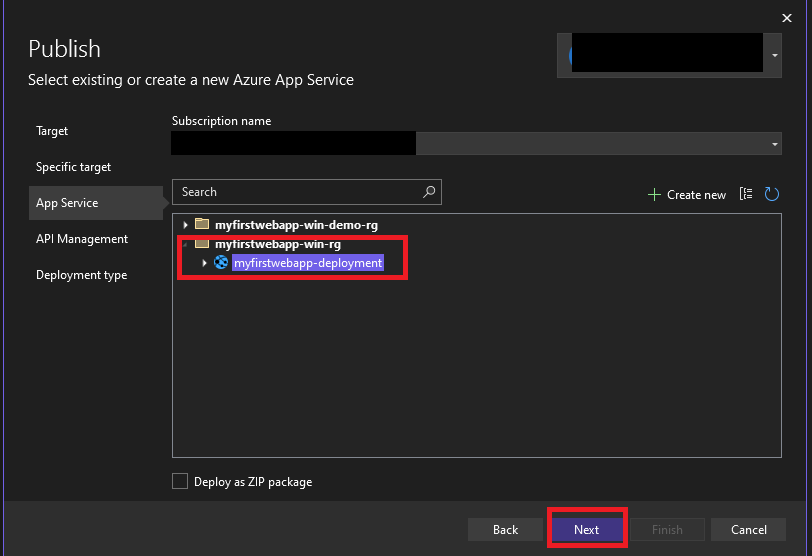 Publish
Select existing or create a new Azure App Service
Target
Specific target
App Service
API Management
Deployment type
Subscription name
Search
Create new
myfirstwebapp-win-demo-rg
myfirstwebapp-win-rg
myfirstwebapp-deployment
Deploy as ZIP package
Back
Next
Finish
Cancel